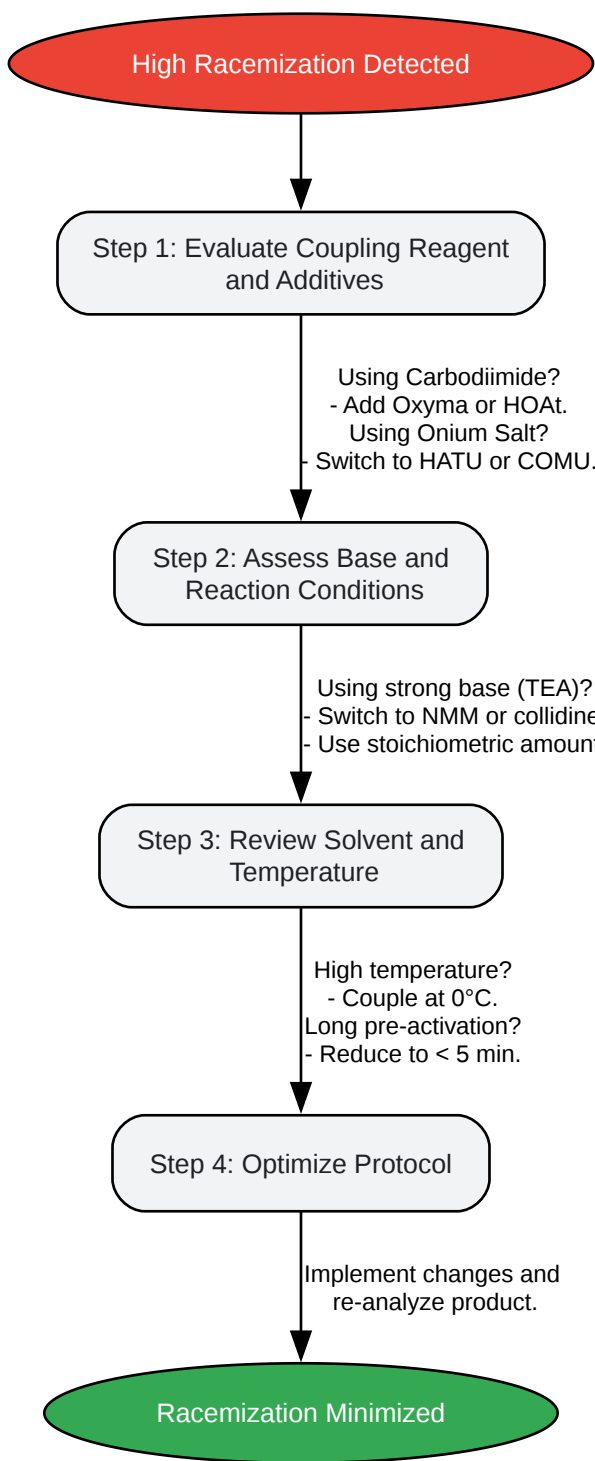 High Racemization Detected
Step 1: Evaluate Coupling Reagent
and Additives
Using Carbodiimide?
- Add Oxyma or HOAt.
Using Onium Salt?
- Switch to HATU or COMU.
Step 2: Assess Base and
Reaction Conditions
Using strong base (TEA)?
- Switch to NMM or collidine
- Use stoichiometric amount
Step 3: Review Solvent and
Temperature
High temperature?
- Couple at 0°C.
Long pre-activation?
- Reduce to < 5 min.
Step 4: Optimize Protocol
Implement changes and
re-analyze product.
Racemization Minimized